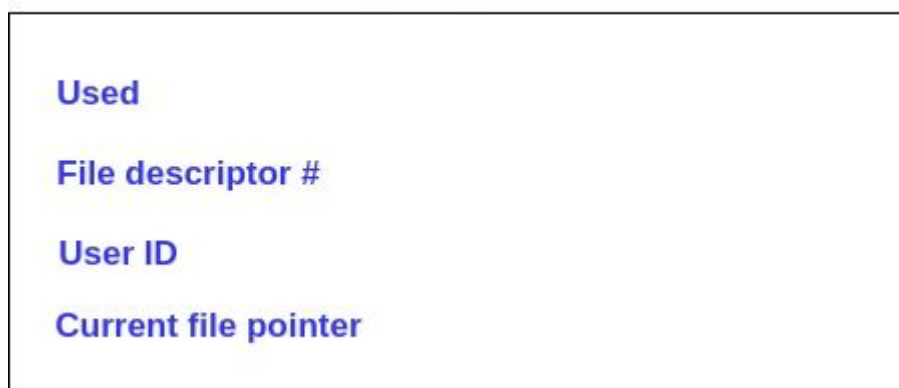 Used
File descriptor #
User ID
Current file pointer